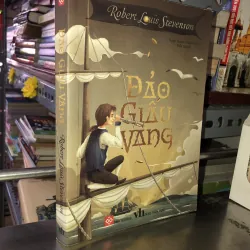 Robert Louis Stevenson
ĐẢO
GIẤU
VÀNG
ĐẢO GIẤU VÀNG
Robert Louis Stevenson